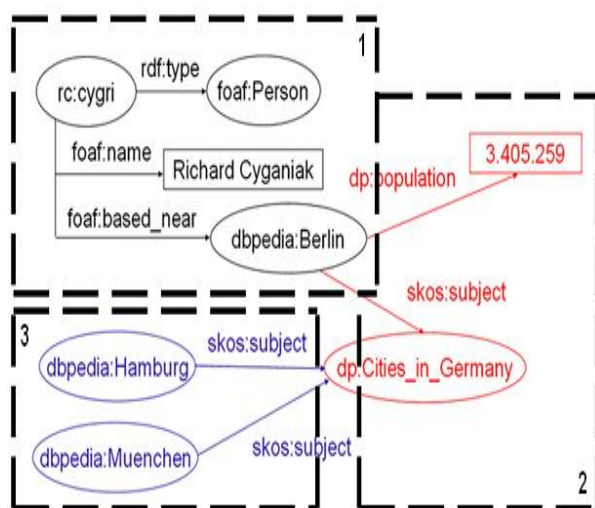 1
rc:cygri
rdf:type
foaf:Person
foaf:name
Richard Cyganiak
foaf:based_near
dbpedia:Berlin
3.405.259
dp:population
skos:subject
3
dbpedia:Hamburg
skos:subject
dp:Cities_in_Germany
dbpedia:Muenchen
skos:subject
2